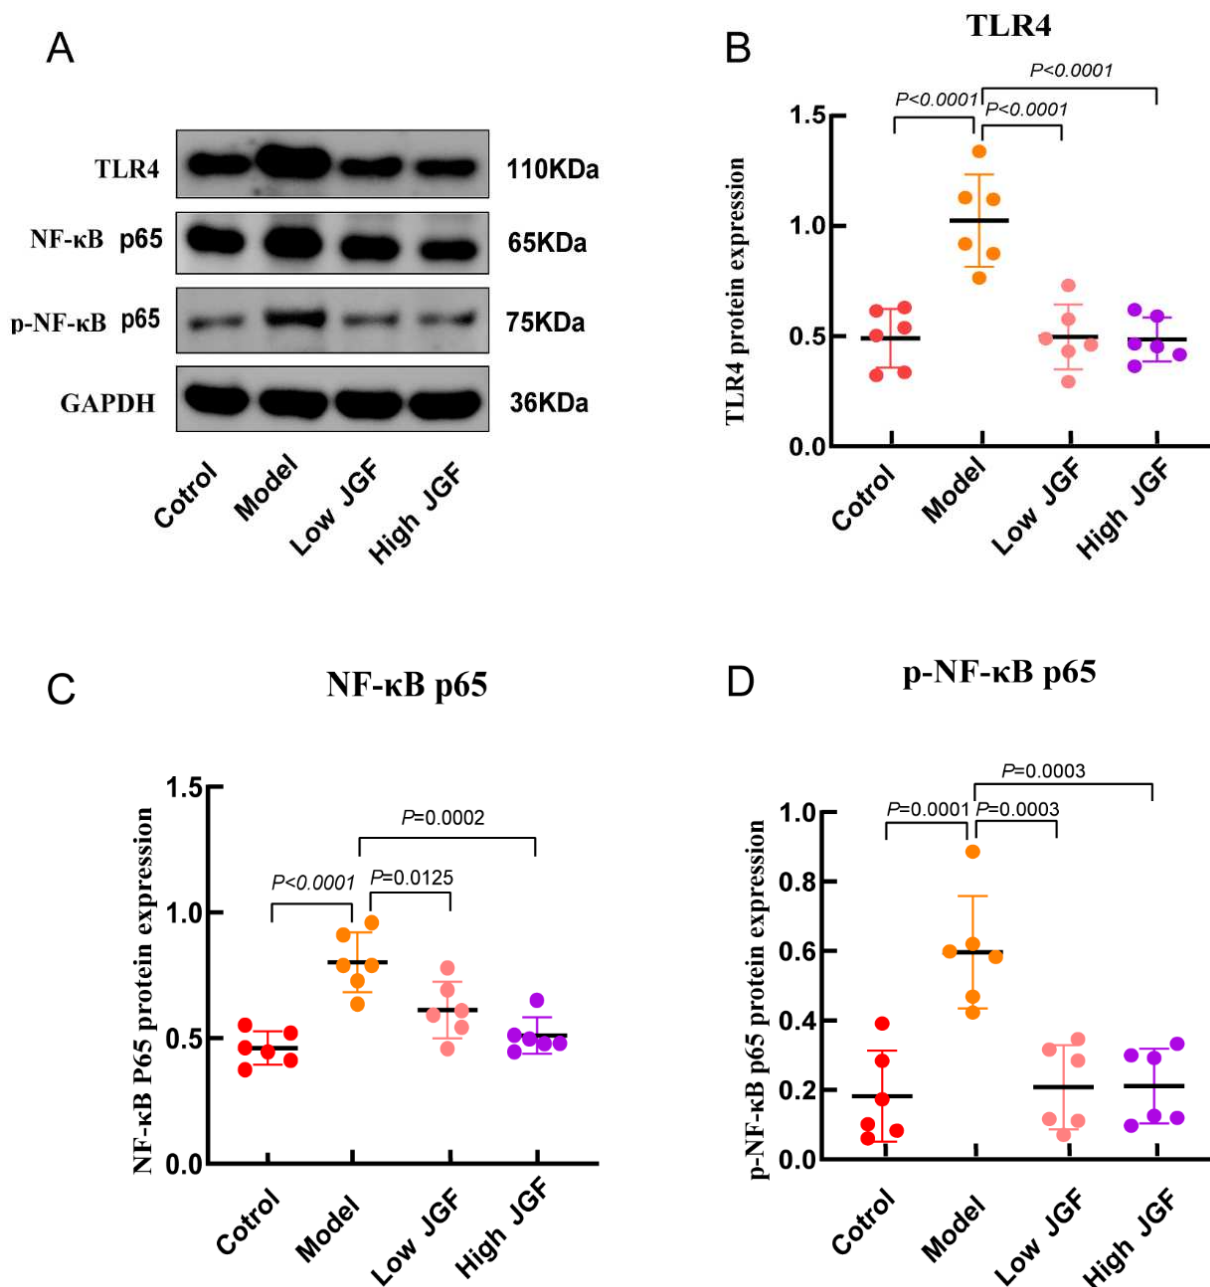 A
TLR4 110KDa
NF-κB p65 65KDa
p-NF-κB p65 75KDa
GAPDH 36KDa
Cotrol Model Low JGF High JGF
B
TLR4
P<0.0001
P<0.0001 P<0.0001
TLR4 protein expression
1.5
1.0
0.5
0.0
Cotrol Model Low JGF High JGF
C
NF-κB p65
P=0.0002
P<0.0001 P=0.0125
NF-κB P65 protein expression
1.5
1.0
0.5
0.0
Cotrol Model Low JGF High JGF
D
p-NF-κB p65
P=0.0003
P=0.0001 P=0.0003
p-NF-κB p65 protein expression
1.0
0.8
0.6
0.4
0.2
0.0
Cotrol Model Low JGF High JGF